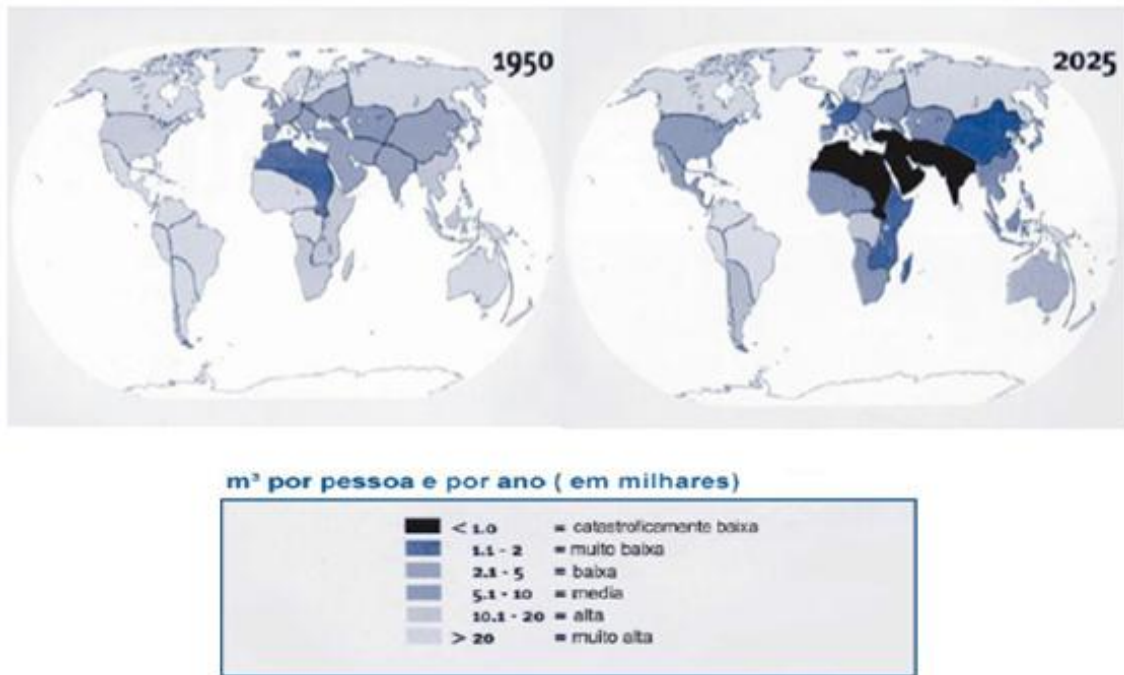 1950
2025
m³ por pessoa e por ano ( em milhares)
< 1.0 = catastroficamente baixa
1.1 - 2 = muito baixa
2.1 - 5 = baixa
5.1 - 10 = media
10.1 - 20 = alta
> 20 = muito alta